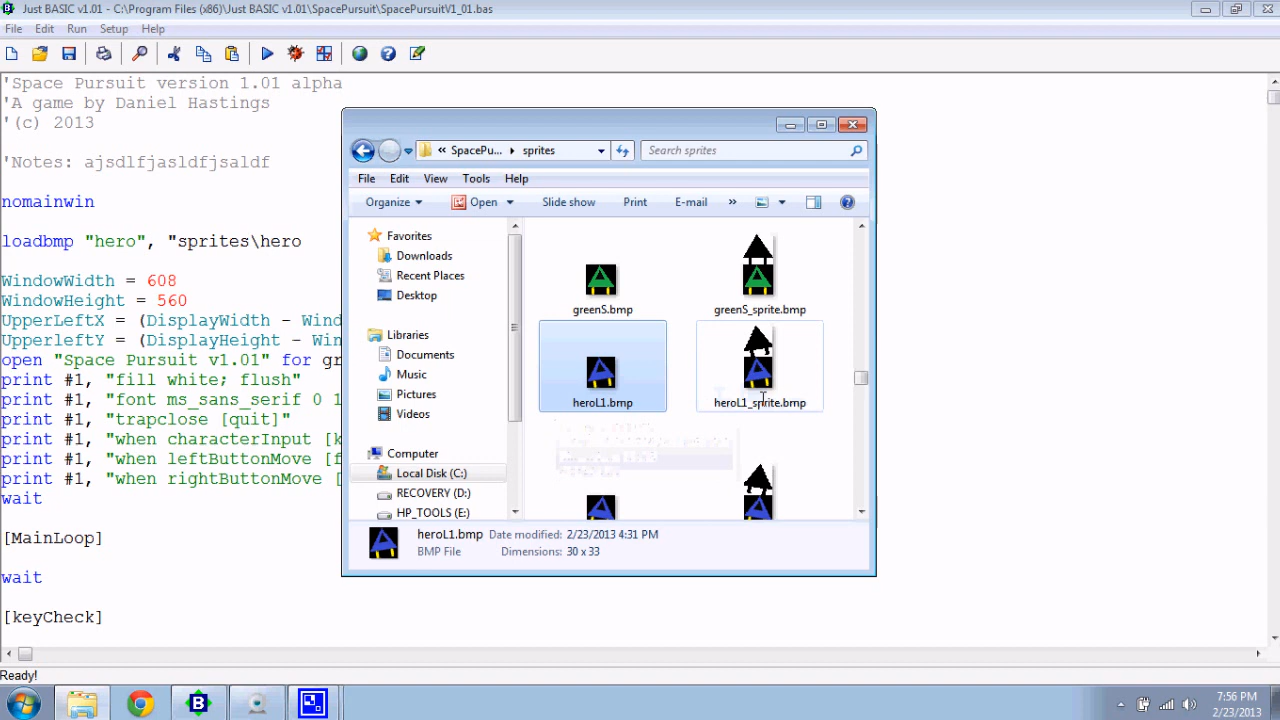 Just BASIC v1.01 - C:\Program Files (x86)\Just BASIC v1.01\SpacePursuit\SpacePursuitV1_01.bas
File Edit Run Setup Help
'Space Pursuit version 1.01 alpha
'A game by Daniel Hastings
'(c) 2013
'Notes: ajsdlfjasldfjsaldf
nomainwin
loadbmp "hero", "sprites\hero
WindowWidth = 608
WindowHeight = 560
UpperLeftX = (DisplayWidth - Wind
UpperleftY = (DisplayHeight - Win
open "Space Pursuit v1.01" for gr
print #1, "fill white; flush"
print #1, "font ms_sans_serif 0 1
print #1, "trapclose [quit]"
print #1, "when characterInput [k
print #1, "when leftButtonMove [f
print #1, "when rightButtonMove [
wait
[MainLoop]
wait
[keyCheck]
« SpacePu... sprites Search sprites
File Edit View Tools Help
Organize Open Slide show Print E-mail »
Favorites
Downloads
Recent Places
Desktop
Libraries
Documents
Music
Pictures
Videos
Computer
Local Disk (C:)
RECOVERY (D:)
HP_TOOLS (E:)
greenS.bmp greenS_sprite.bmp
heroL1.bmp heroL1_sprite.bmp
heroL1.bmp Date modified: 2/23/2013 4:31 PM
BMP File Dimensions: 30 x 33
Ready!
7:56 PM
2/23/2013